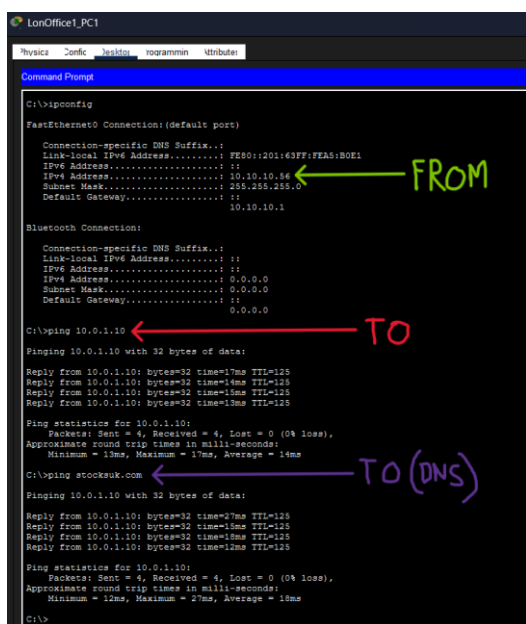 LonOffice1_PC1
Physica Config Desktop Programmin Attributes
Command Prompt
C:\>ipconfig
FastEthernet0 Connection:(default port)
Connection-specific DNS Suffix..:
Link-local IPv6 Address.........: FE80::201:63FF:FEA5:B0E1
IPv6 Address....................: ::
IPv4 Address....................: 10.10.10.56
Subnet Mask.....................: 255.255.255.0
Default Gateway.................: ::
10.10.10.1
FROM
Bluetooth Connection:
Connection-specific DNS Suffix..:
Link-local IPv6 Address.........: ::
IPv6 Address....................: ::
IPv4 Address....................: 0.0.0.0
Subnet Mask.....................: 0.0.0.0
Default Gateway.................: ::
0.0.0.0
C:\>ping 10.0.1.10
TO
Pinging 10.0.1.10 with 32 bytes of data:
Reply from 10.0.1.10: bytes=32 time=17ms TTL=125
Reply from 10.0.1.10: bytes=32 time=14ms TTL=125
Reply from 10.0.1.10: bytes=32 time=15ms TTL=125
Reply from 10.0.1.10: bytes=32 time=13ms TTL=125
Ping statistics for 10.0.1.10:
Packets: Sent = 4, Received = 4, Lost = 0 (0% loss),
Approximate round trip times in milli-seconds:
Minimum = 13ms, Maximum = 17ms, Average = 14ms
C:\>ping stocksuk.com
TO (DNS)
Pinging 10.0.1.10 with 32 bytes of data:
Reply from 10.0.1.10: bytes=32 time=27ms TTL=125
Reply from 10.0.1.10: bytes=32 time=15ms TTL=125
Reply from 10.0.1.10: bytes=32 time=18ms TTL=125
Reply from 10.0.1.10: bytes=32 time=12ms TTL=125
Ping statistics for 10.0.1.10:
Packets: Sent = 4, Received = 4, Lost = 0 (0% loss),
Approximate round trip times in milli-seconds:
Minimum = 12ms, Maximum = 27ms, Average = 18ms
C:\>